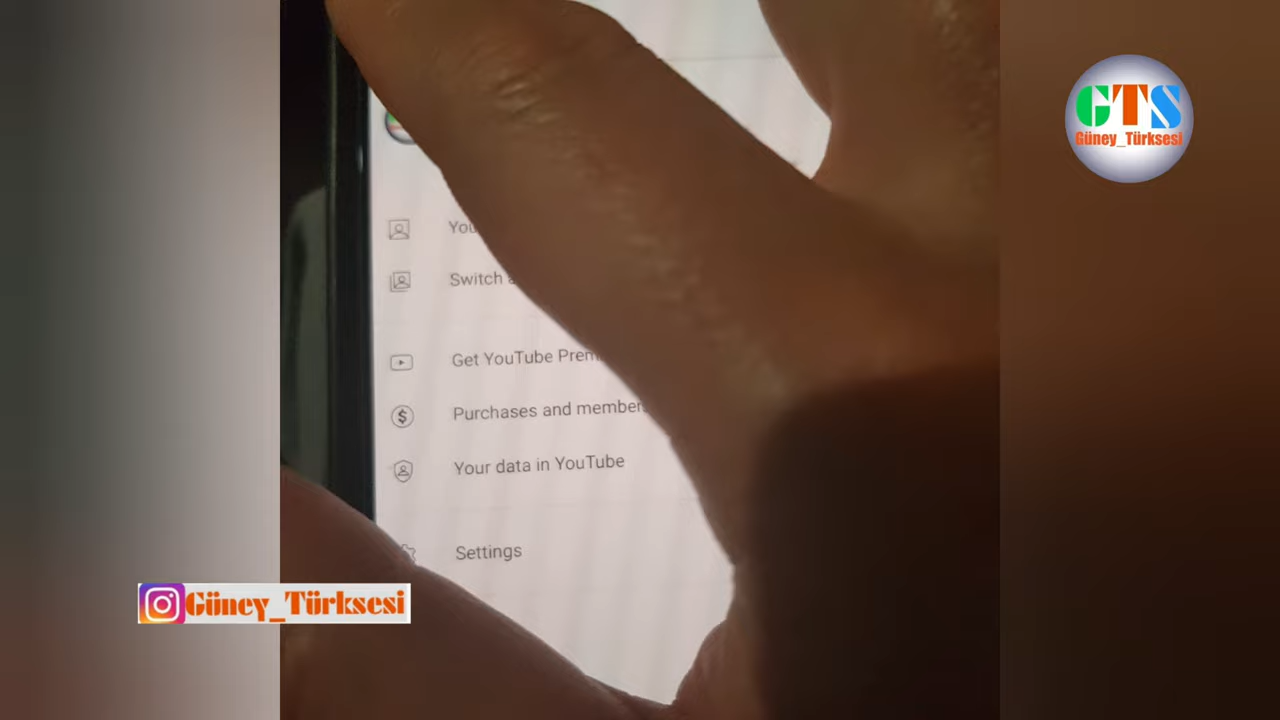 GTS
Güney_Türksesi
You
Switch
Get YouTube Prem
Purchases and member
Your data in YouTube
Settings
Güney_Türksesi